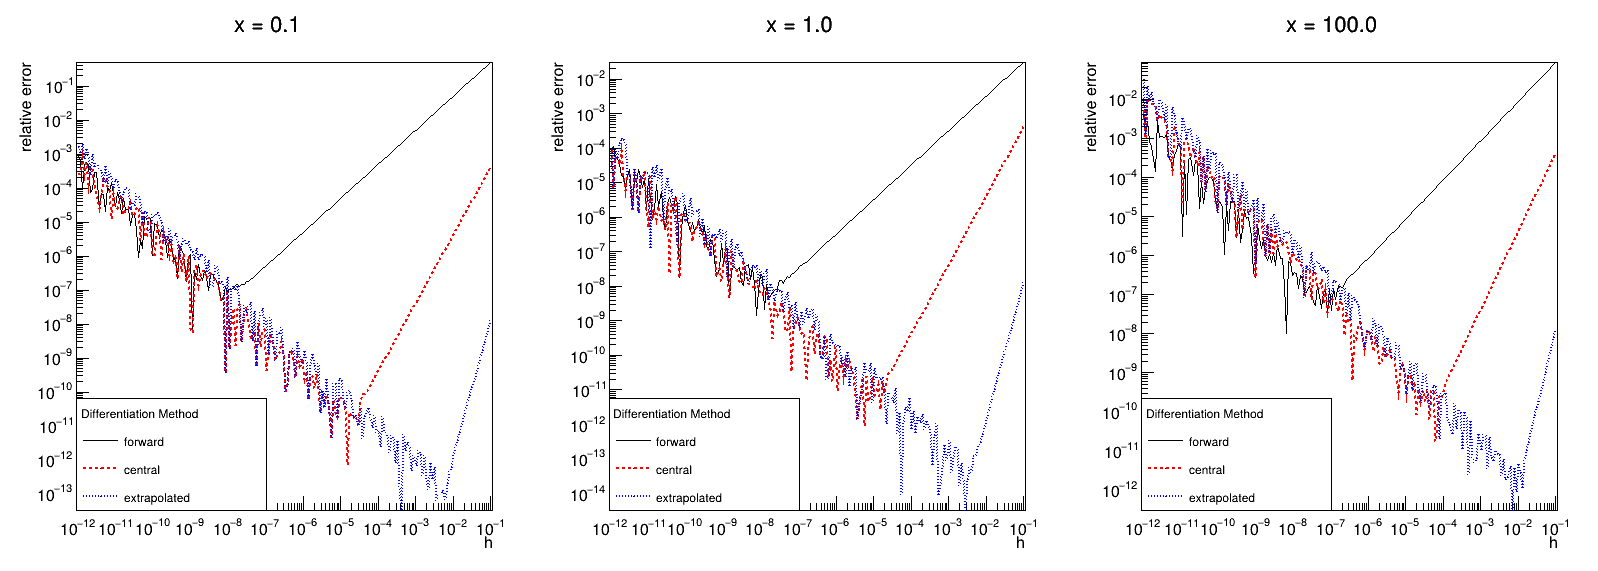 x = 0.1
relative error
10⁻¹
10⁻²
10⁻³
10⁻⁴
10⁻⁵
10⁻⁶
10⁻⁷
10⁻⁸
10⁻⁹
10⁻¹⁰
10⁻¹¹
10⁻¹²
10⁻¹³
Differentiation Method
forward
central
extrapolated
10⁻¹² 10⁻¹¹ 10⁻¹⁰ 10⁻⁹ 10⁻⁸ 10⁻⁷ 10⁻⁶ 10⁻⁵ 10⁻⁴ 10⁻³ 10⁻² 10⁻¹
h
x = 1.0
relative error
10⁻²
10⁻³
10⁻⁴
10⁻⁵
10⁻⁶
10⁻⁷
10⁻⁸
10⁻⁹
10⁻¹⁰
10⁻¹¹
10⁻¹²
10⁻¹³
10⁻¹⁴
Differentiation Method
forward
central
extrapolated
10⁻¹² 10⁻¹¹ 10⁻¹⁰ 10⁻⁹ 10⁻⁸ 10⁻⁷ 10⁻⁶ 10⁻⁵ 10⁻⁴ 10⁻³ 10⁻² 10⁻¹
h
x = 100.0
relative error
10⁻²
10⁻³
10⁻⁴
10⁻⁵
10⁻⁶
10⁻⁷
10⁻⁸
10⁻⁹
10⁻¹⁰
10⁻¹¹
10⁻¹²
Differentiation Method
forward
central
extrapolated
10⁻¹² 10⁻¹¹ 10⁻¹⁰ 10⁻⁹ 10⁻⁸ 10⁻⁷ 10⁻⁶ 10⁻⁵ 10⁻⁴ 10⁻³ 10⁻² 10⁻¹
h